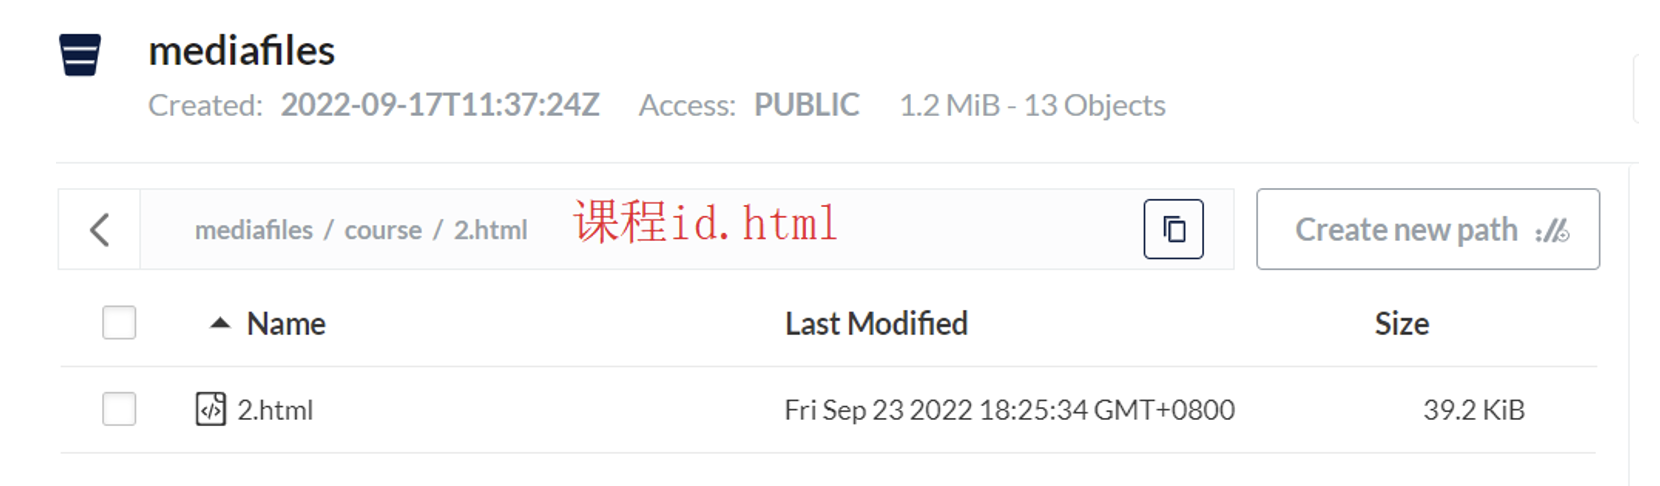 mediafiles
Created: 2022-09-17T11:37:24Z Access: PUBLIC 1.2 MiB - 13 Objects
mediafiles / course / 2.html 课程id.html Create new path
Name Last Modified Size
2.html Fri Sep 23 2022 18:25:34 GMT+0800 39.2 KiB